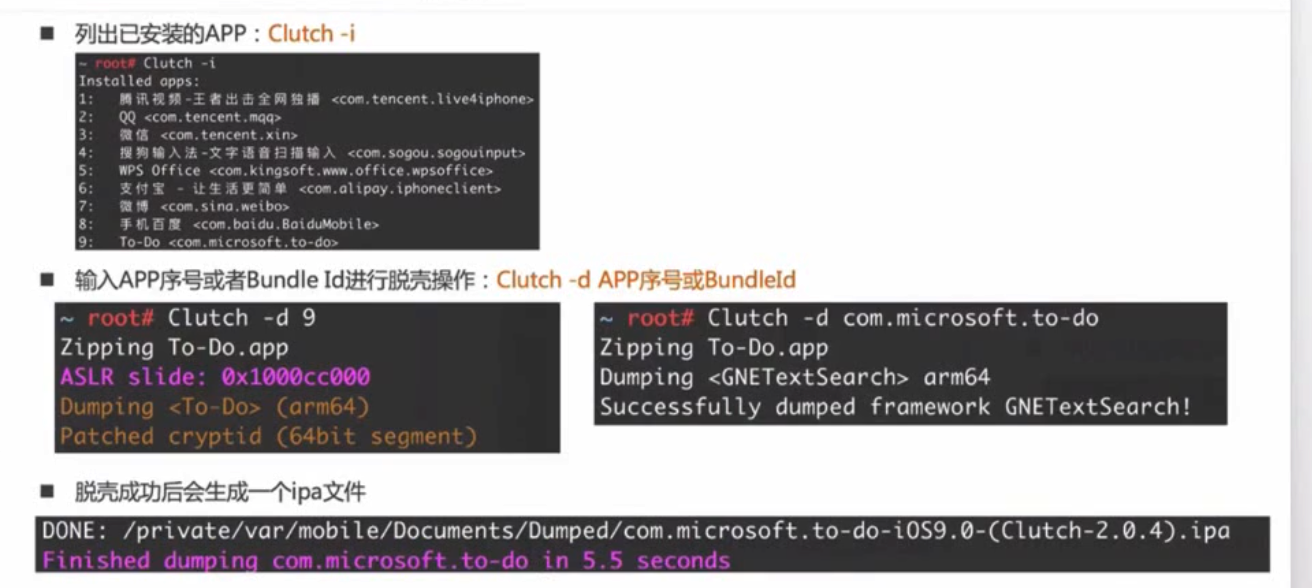 ■ 列出已安装的APP：Clutch -i
~ root# Clutch -i
Installed apps:
1: 腾讯视频-王者出击全网独播 <com.tencent.live4iphone>
2: QQ <com.tencent.mqq>
3: 微信 <com.tencent.xin>
4: 搜狗输入法-文字语音扫描输入 <com.sogou.sogouinput>
5: WPS Office <com.kingsoft.www.office.wpsoffice>
6: 支付宝 - 让生活更简单 <com.alipay.iphoneclient>
7: 微博 <com.sina.weibo>
8: 手机百度 <com.baidu.BaiduMobile>
9: To-Do <com.microsoft.to-do>
■ 输入APP序号或者Bundle Id进行脱壳操作：Clutch -d APP序号或BundleId
~ root# Clutch -d 9
Zipping To-Do.app
ASLR slide: 0x1000cc000
Dumping <To-Do> (arm64)
Patched cryptid (64bit segment)
~ root# Clutch -d com.microsoft.to-do
Zipping To-Do.app
Dumping <GNETextSearch> arm64
Successfully dumped framework GNETextSearch!
■ 脱壳成功后会生成一个ipa文件
DONE: /private/var/mobile/Documents/Dumped/com.microsoft.to-do-iOS9.0-(Clutch-2.0.4).ipa
Finished dumping com.microsoft.to-do in 5.5 seconds